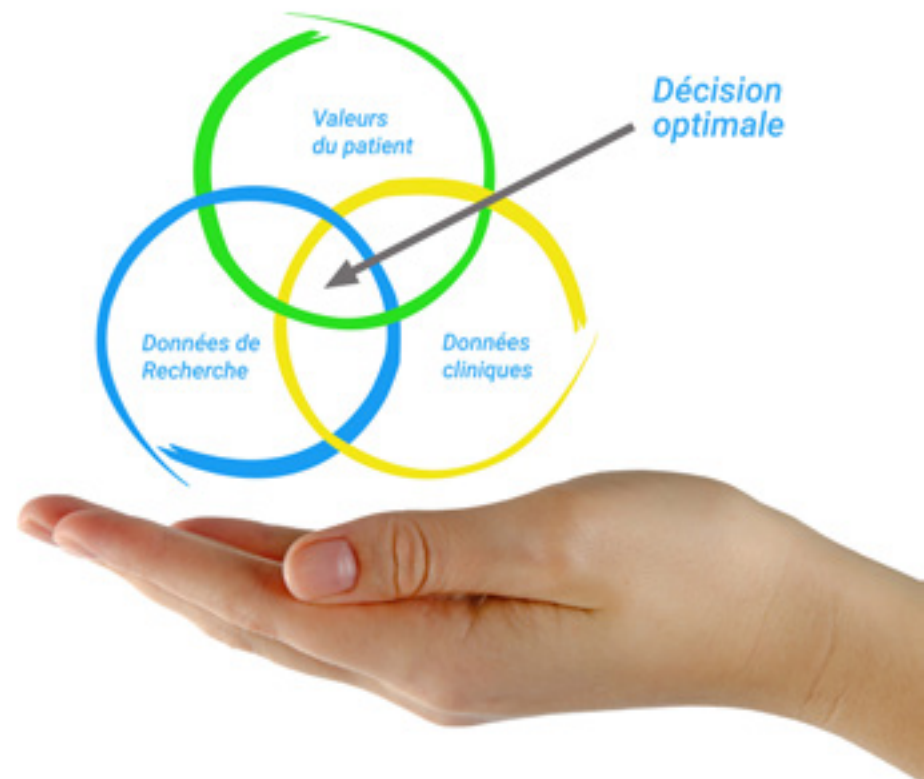 Valeurs
du patient
Décision
optimale
Données de
Recherche
Données
cliniques